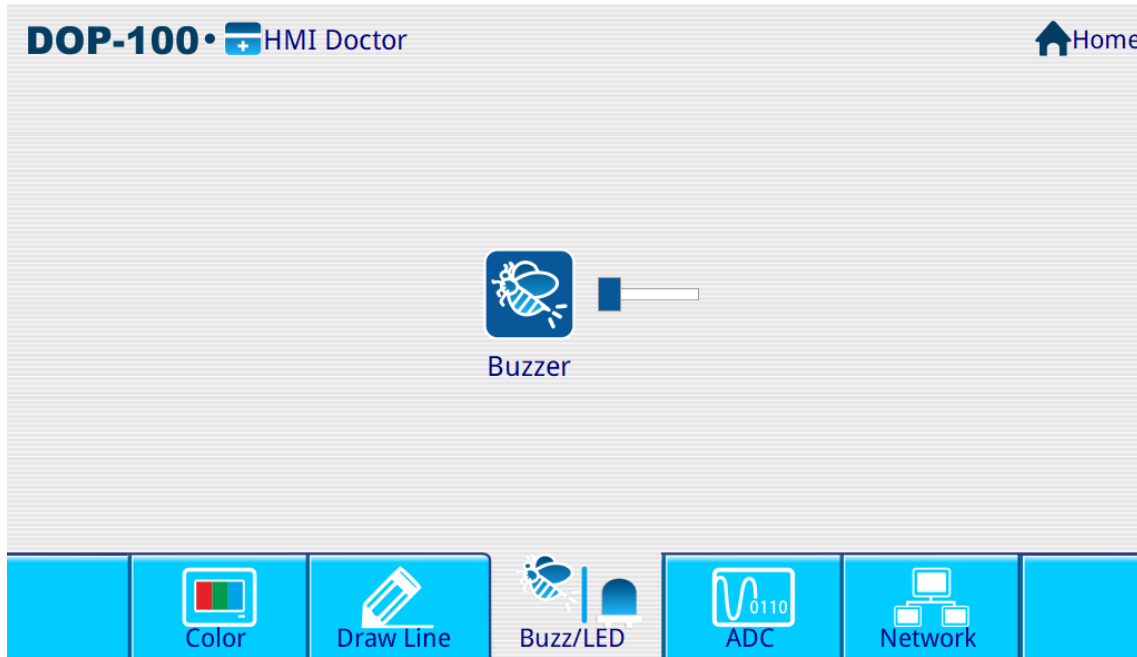 DOP-100 • HMI Doctor
Home
Buzzer
0110
Color
Draw Line
Buzz/LED
ADC
Network